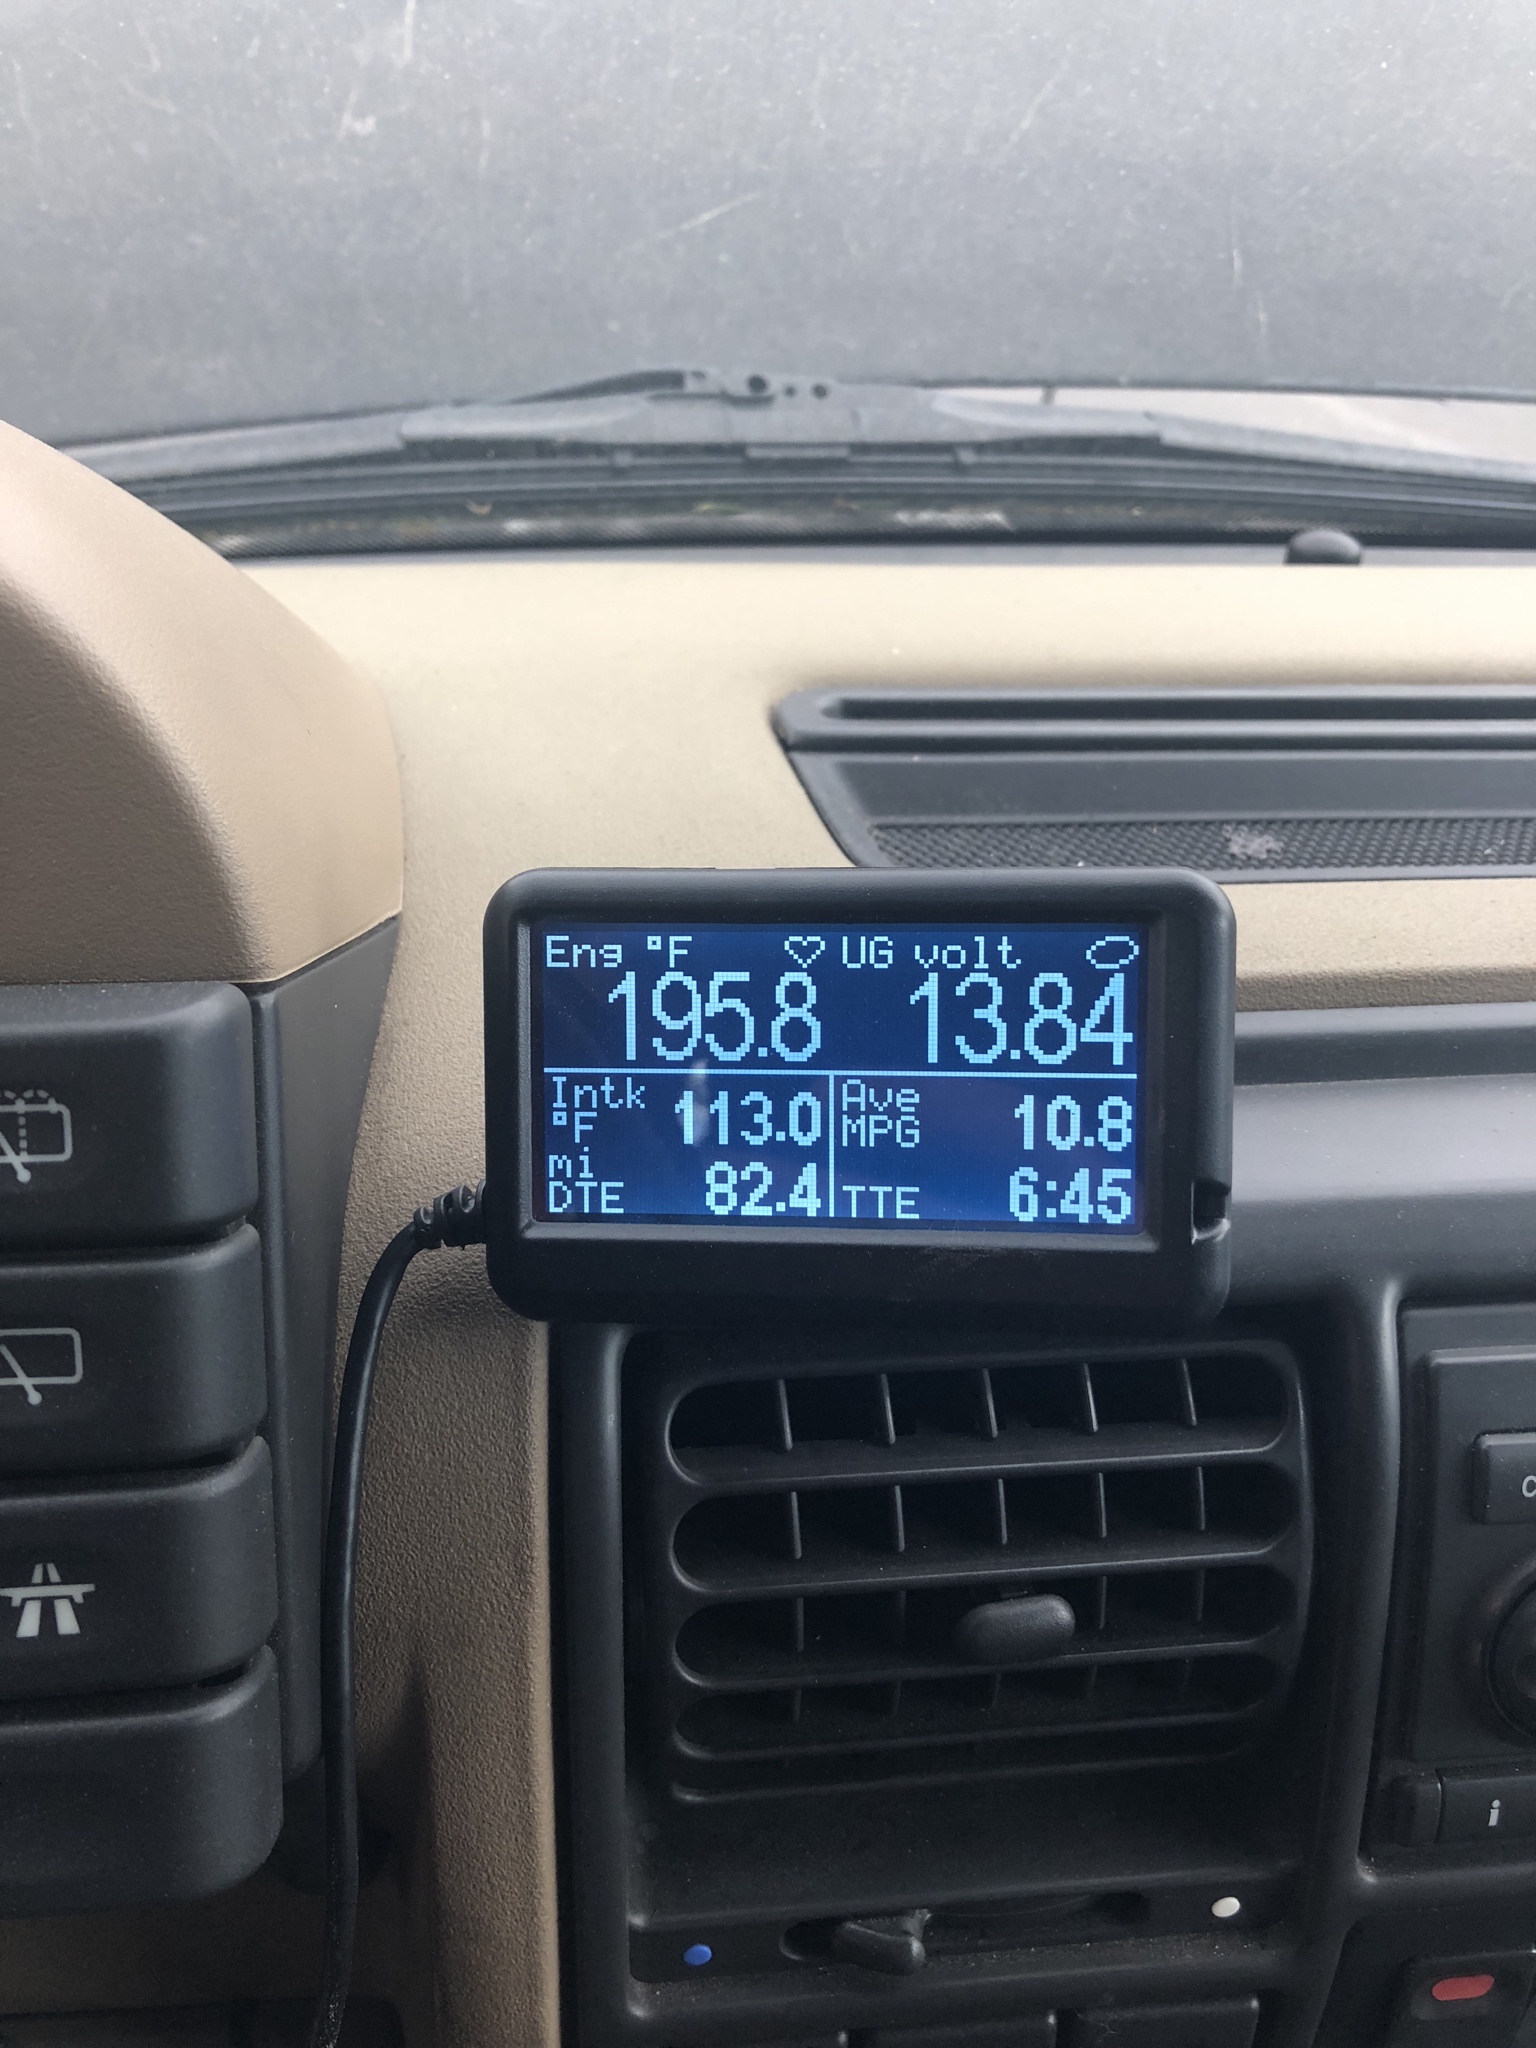 Eng °F ♡ UG volt
195.8 13.84
Intk °F 113.0
Ave MPG 10.8
mi DTE 82.4
TTE 6:45
i